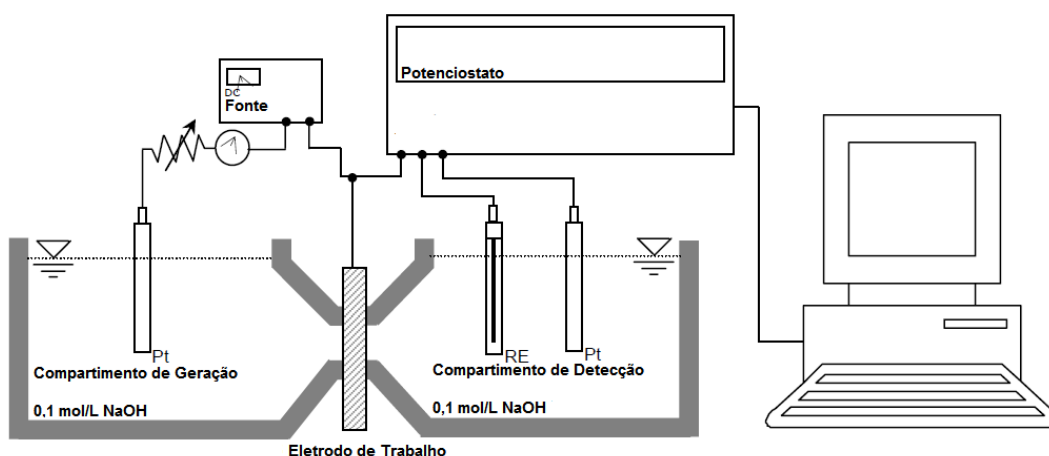 Potenciostato
DC
Fonte
Pt
RE
Pt
Compartimento de Geração
Compartimento de Detecção
0,1 mol/L NaOH
0,1 mol/L NaOH
Eletrodo de Trabalho